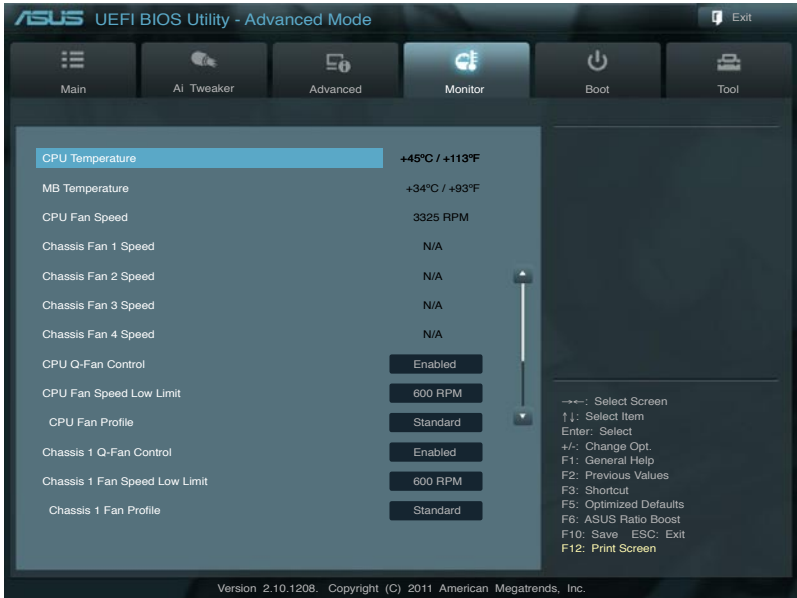 ASUS UEFI BIOS Utility - Advanced Mode
Exit
Main
Ai Tweaker
Advanced
Monitor
Boot
Tool
CPU Temperature +45ºC / +113ºF
MB Temperature +34ºC / +93ºF
CPU Fan Speed 3325 RPM
Chassis Fan 1 Speed N/A
Chassis Fan 2 Speed N/A
Chassis Fan 3 Speed N/A
Chassis Fan 4 Speed N/A
CPU Q-Fan Control Enabled
CPU Fan Speed Low Limit 600 RPM
CPU Fan Profile Standard
Chassis 1 Q-Fan Control Enabled
Chassis 1 Fan Speed Low Limit 600 RPM
Chassis 1 Fan Profile Standard
→←: Select Screen
↑↓: Select Item
Enter: Select
+/-: Change Opt.
F1: General Help
F2: Previous Values
F3: Shortcut
F5: Optimized Defaults
F6: ASUS Ratio Boost
F10: Save ESC: Exit
F12: Print Screen
Version 2.10.1208. Copyright (C) 2011 American Megatrends, Inc.